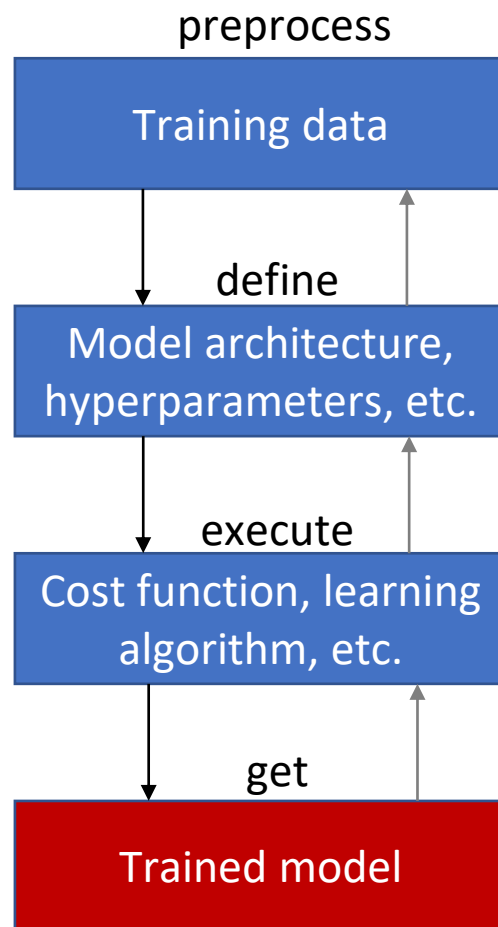 preprocess
Training data
define
Model architecture,
hyperparameters, etc.
execute
Cost function, learning
algorithm, etc.
get
Trained model